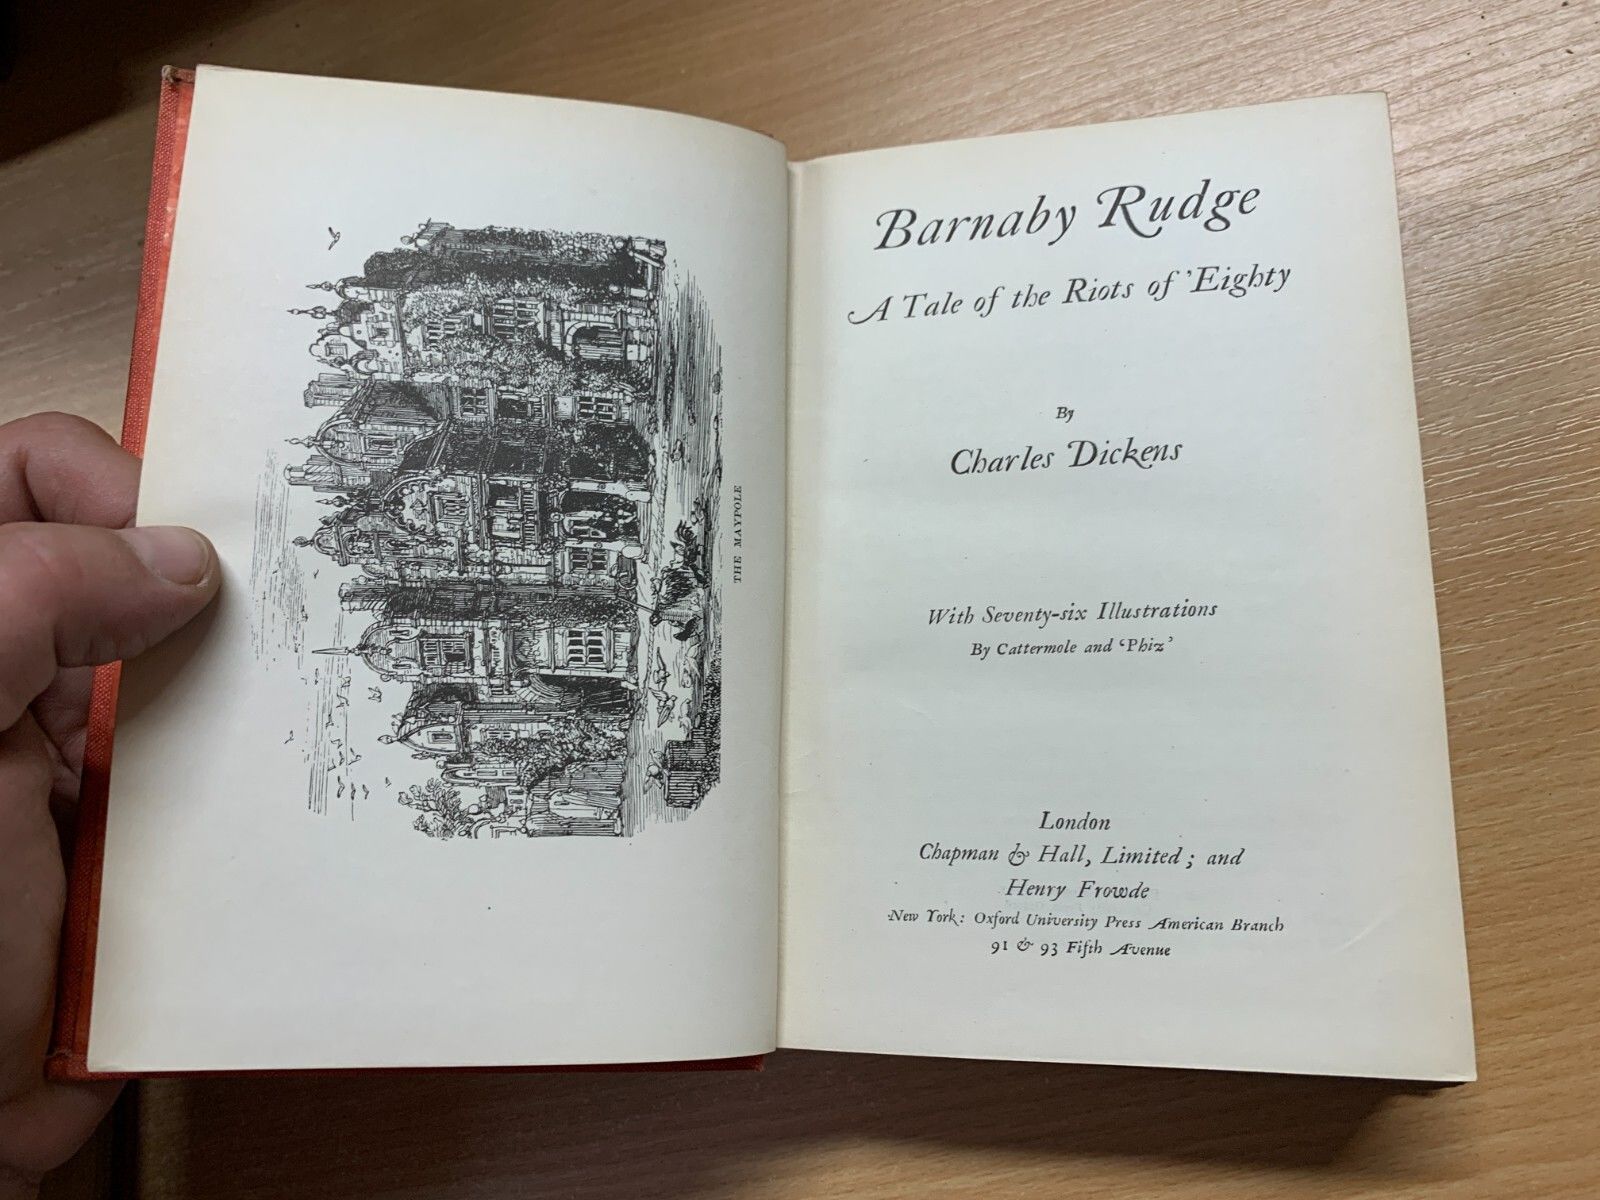 THE MAYPOLE
Barnaby Rudge
A Tale of the Riots of 'Eighty
By
Charles Dickens
With Seventy-six Illustrations
By Cattermole and 'Phiz'
London
Chapman & Hall, Limited; and
Henry Frowde
New York: Oxford University Press American Branch
91 & 93 Fifth Avenue